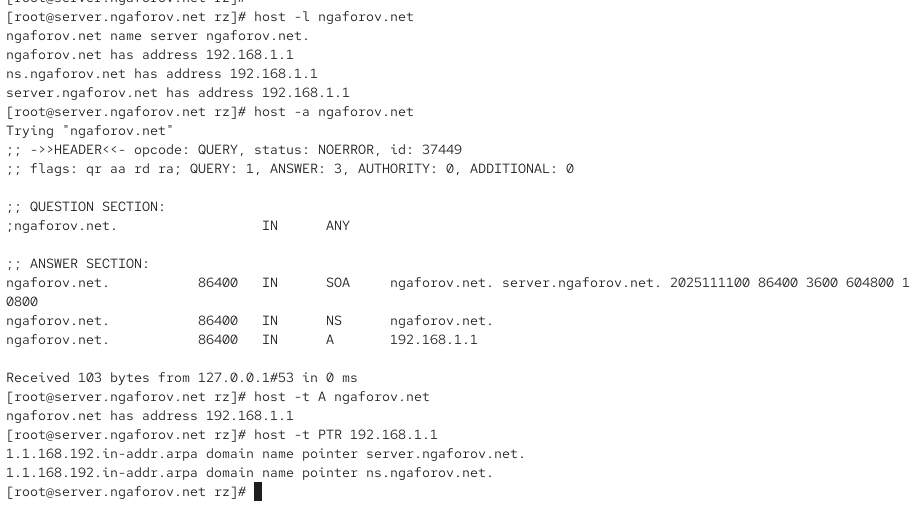 [root@server.ngaforov.net rz]#
[root@server.ngaforov.net rz]# host -l ngaforov.net
ngaforov.net name server ngaforov.net.
ngaforov.net has address 192.168.1.1
ns.ngaforov.net has address 192.168.1.1
server.ngaforov.net has address 192.168.1.1
[root@server.ngaforov.net rz]# host -a ngaforov.net
Trying "ngaforov.net"
;; ->>HEADER<<- opcode: QUERY, status: NOERROR, id: 37449
;; flags: qr aa rd ra; QUERY: 1, ANSWER: 3, AUTHORITY: 0, ADDITIONAL: 0
;; QUESTION SECTION:
;ngaforov.net.                  IN      ANY
;; ANSWER SECTION:
ngaforov.net.           86400   IN      SOA     ngaforov.net. server.ngaforov.net. 2025111100 86400 3600 604800 1
0800
ngaforov.net.           86400   IN      NS      ngaforov.net.
ngaforov.net.           86400   IN      A       192.168.1.1
Received 103 bytes from 127.0.0.1#53 in 0 ms
[root@server.ngaforov.net rz]# host -t A ngaforov.net
ngaforov.net has address 192.168.1.1
[root@server.ngaforov.net rz]# host -t PTR 192.168.1.1
1.1.168.192.in-addr.arpa domain name pointer server.ngaforov.net.
1.1.168.192.in-addr.arpa domain name pointer ns.ngaforov.net.
[root@server.ngaforov.net rz]#